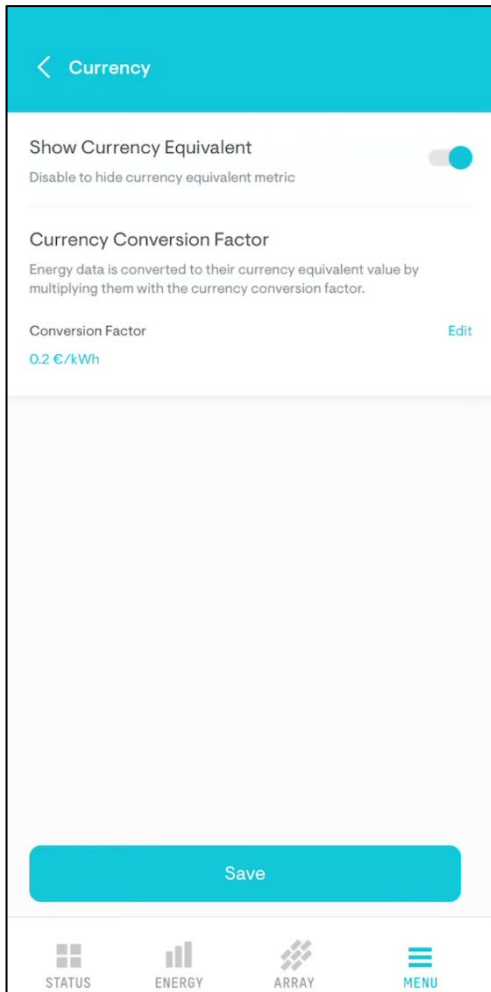 Currency
Show Currency Equivalent
Disable to hide currency equivalent metric
Currency Conversion Factor
Energy data is converted to their currency equivalent value by
multiplying them with the currency conversion factor.
Conversion Factor Edit
0.2 €/kWh
Save
STATUS ENERGY ARRAY MENU